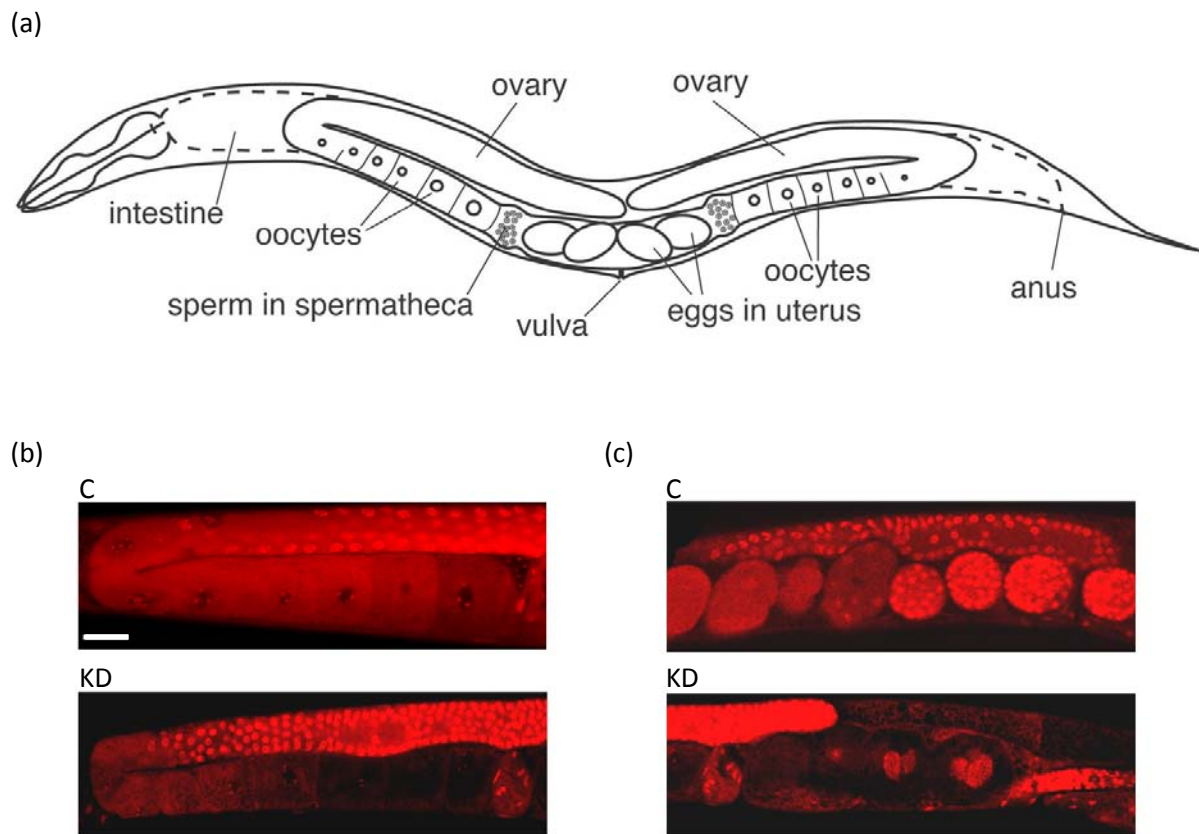 (a)
ovary
ovary
intestine
oocytes
sperm in spermatheca
vulva
eggs in uterus
oocytes
anus
(b)
(c)
C
C
KD
KD